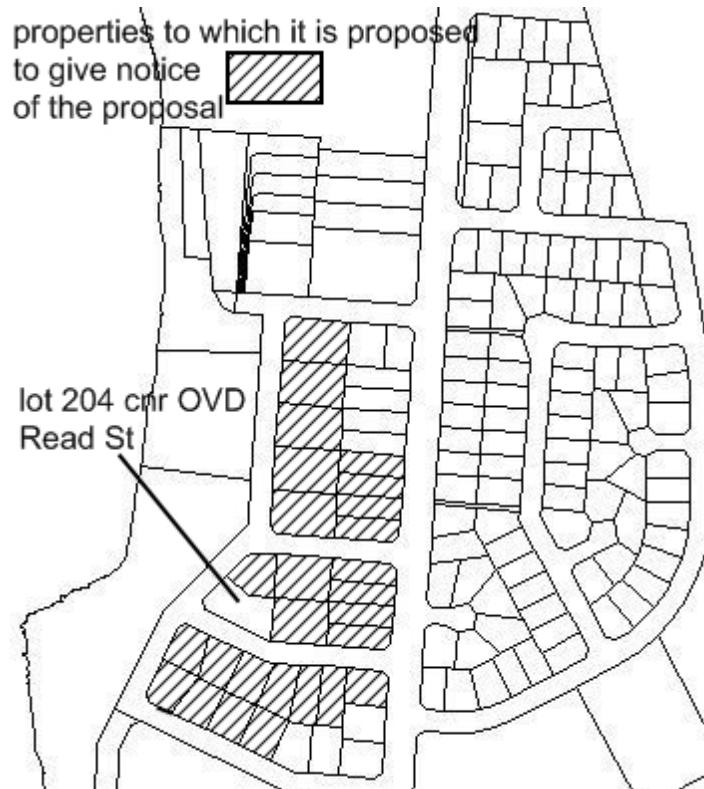 properties to which it is proposed
to give notice
of the proposal
lot 204 cnr OVD
Read St